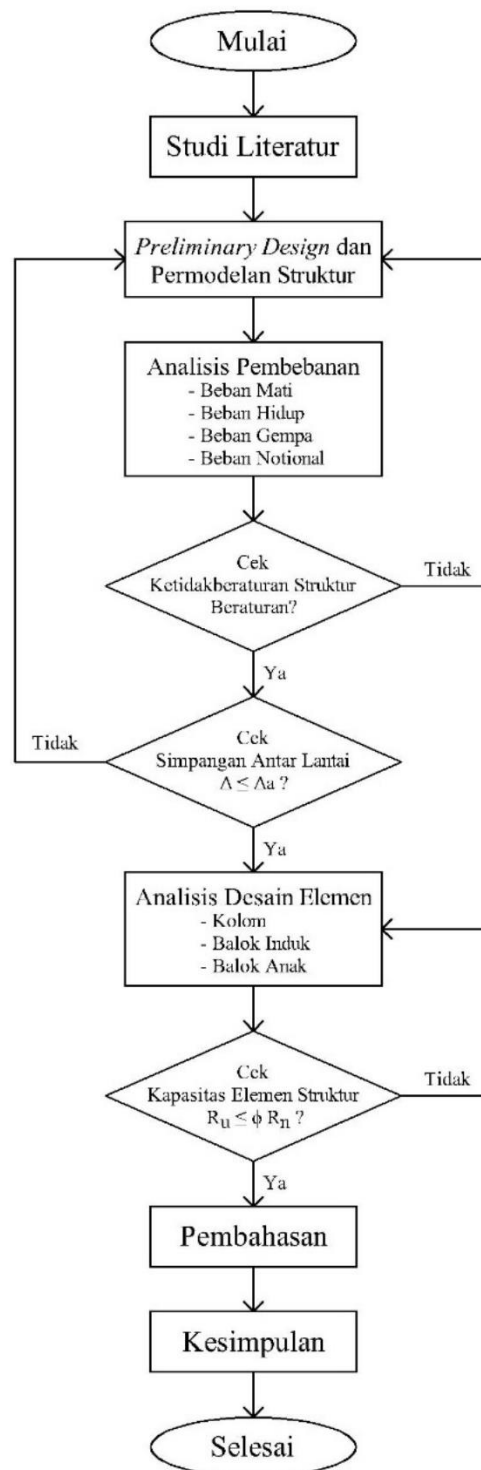 Mulai
Studi Literatur
Preliminary Design dan
Permodelan Struktur
Analisis Pembebanan
- Beban Mati
- Beban Hidup
- Beban Gempa
- Beban Notional
Cek
Ketidakberaturan Struktur
Beraturan?
Tidak
Ya
Tidak
Cek
Simpangan Antar Lantai
Δ ≤ Δa ?
Ya
Analisis Desain Elemen
- Kolom
- Balok Induk
- Balok Anak
Cek
Kapasitas Elemen Struktur
Ru ≤ ϕ Rn ?
Tidak
Ya
Pembahasan
Kesimpulan
Selesai